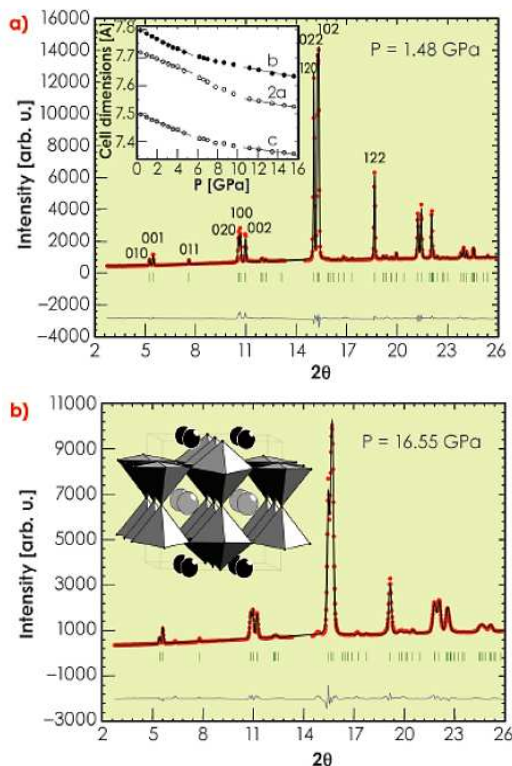 a)
16000
14000
12000
10000
8000
6000
4000
2000
0
−2000
−4000
Intensity [arb. u.]
P = 1.48 GPa
102
022
120
7.8
7.7
7.6
7.5
7.4
Cell dimensions [Å]
b
2a
c
0 2 4 6 8 10 12 14 16
P [GPa]
122
100
020
002
001
010
011
2 5 8 11 14 17 20 23 26
2θ
b)
11000
9000
7000
5000
3000
1000
−1000
−3000
Intensity [arb. u.]
P = 16.55 GPa
2 5 8 11 14 17 20 23 26
2θ